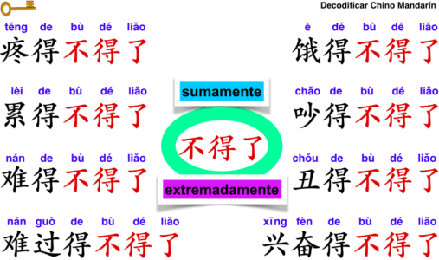 Decodificar Chino Mandarín
téng de bù dé liǎo
疼得不得了
è de bù dé liǎo
饿得不得了
sumamente
lèi de bù dé liǎo
累得不得了
chǎo de bù dé liǎo
吵得不得了
不得了
nán de bù dé liǎo
难得不得了
chǒu de bù dé liǎo
丑得不得了
extremadamente
nán guò de bù dé liǎo
难过得不得了
xīng fèn de bù dé liǎo
兴奋得不得了